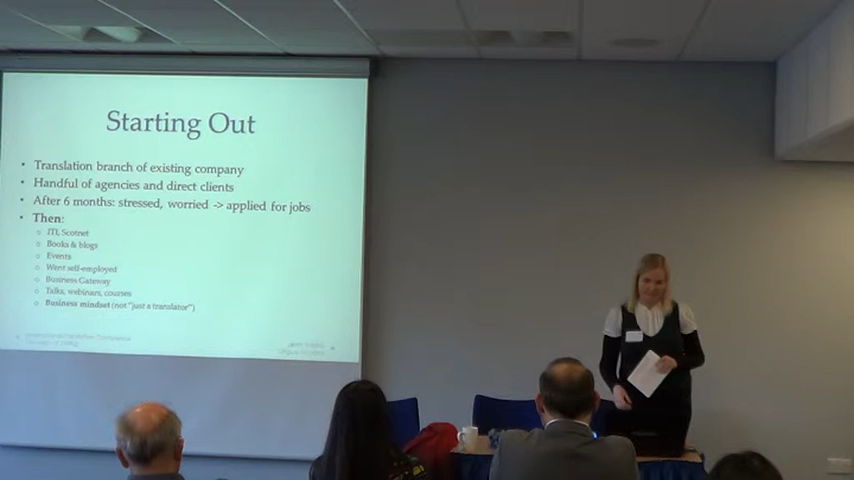 Starting Out
• Translation branch of existing company
• Handful of agencies and direct clients
• After 6 months: stressed, worried -> applied for jobs
• Then:
○ ITI, Scotnet
○ Books & blogs
○ Events
○ Went self-employed
○ Business Gateway
○ Talks, webinars, courses
○ Business mindset (not "just a translator")